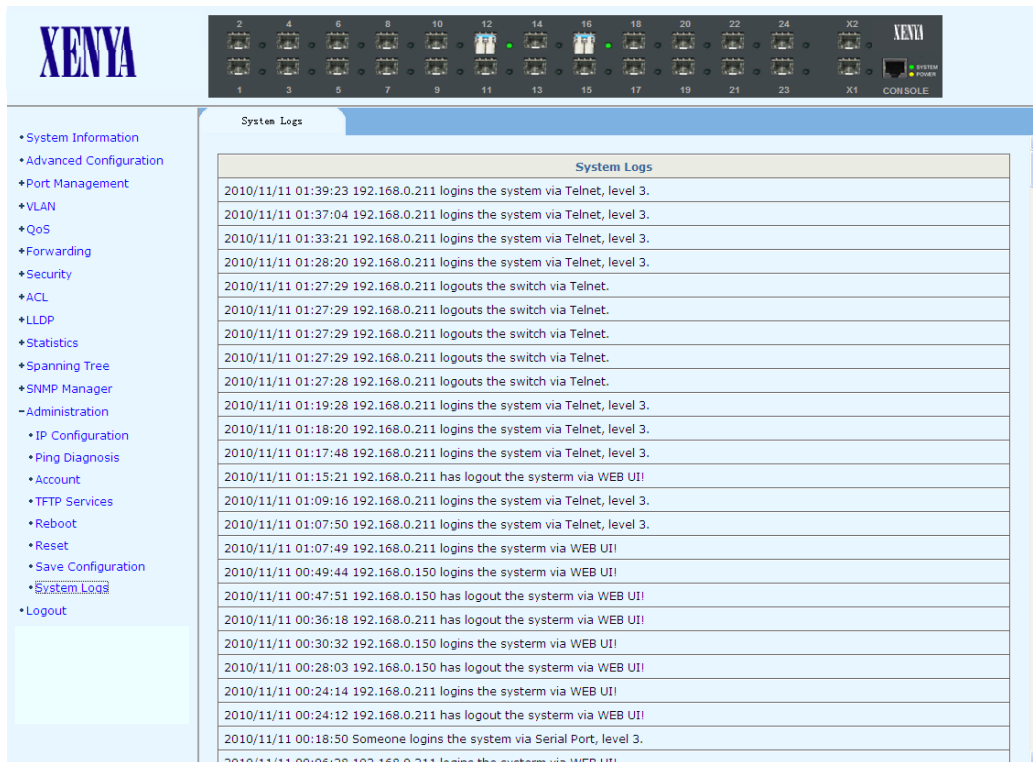 XENYA
2 4 6 8 10 12 14 16 18 20 22 24 X2
XENYA
SYSTEM
POWER
1 3 5 7 9 11 13 15 17 19 21 23 X1 CONSOLE
System Logs
System Information
Advanced Configuration
Port Management
VLAN
QoS
Forwarding
Security
ACL
LLDP
Statistics
Spanning Tree
SNMP Manager
Administration
IP Configuration
Ping Diagnosis
Account
TFTP Services
Reboot
Reset
Save Configuration
System Logs
Logout
System Logs
2010/11/11 01:39:23 192.168.0.211 logins the system via Telnet, level 3.
2010/11/11 01:37:04 192.168.0.211 logins the system via Telnet, level 3.
2010/11/11 01:33:21 192.168.0.211 logins the system via Telnet, level 3.
2010/11/11 01:28:20 192.168.0.211 logins the system via Telnet, level 3.
2010/11/11 01:27:29 192.168.0.211 logouts the switch via Telnet.
2010/11/11 01:27:29 192.168.0.211 logouts the switch via Telnet.
2010/11/11 01:27:29 192.168.0.211 logouts the switch via Telnet.
2010/11/11 01:27:29 192.168.0.211 logouts the switch via Telnet.
2010/11/11 01:27:28 192.168.0.211 logouts the switch via Telnet.
2010/11/11 01:19:28 192.168.0.211 logins the system via Telnet, level 3.
2010/11/11 01:18:20 192.168.0.211 logins the system via Telnet, level 3.
2010/11/11 01:17:48 192.168.0.211 logins the system via Telnet, level 3.
2010/11/11 01:15:21 192.168.0.211 has logout the systerm via WEB UI!
2010/11/11 01:09:16 192.168.0.211 logins the system via Telnet, level 3.
2010/11/11 01:07:50 192.168.0.211 logins the system via Telnet, level 3.
2010/11/11 01:07:49 192.168.0.211 logins the systerm via WEB UI!
2010/11/11 00:49:44 192.168.0.150 logins the systerm via WEB UI!
2010/11/11 00:47:51 192.168.0.150 has logout the systerm via WEB UI!
2010/11/11 00:36:18 192.168.0.211 has logout the systerm via WEB UI!
2010/11/11 00:30:32 192.168.0.150 logins the systerm via WEB UI!
2010/11/11 00:28:03 192.168.0.150 has logout the systerm via WEB UI!
2010/11/11 00:24:14 192.168.0.211 logins the systerm via WEB UI!
2010/11/11 00:24:12 192.168.0.211 has logout the systerm via WEB UI!
2010/11/11 00:18:50 Someone logins the system via Serial Port, level 3.
2010/11/11 00:06:28 192.168.0.211 logins the systerm via WEB UI!